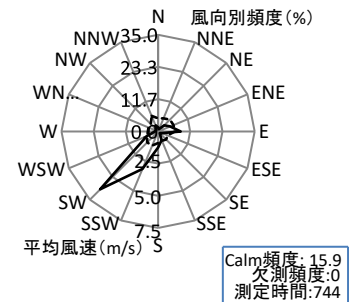 N 風向別頻度(%)
35.0
NNW NNE
NW NE
23.3
WN... ENE
11.7
W 0.0 E
2.5
WSW ESE
5.0
SW SE
SSW SSE
7.5
平均風速(m/s) S
Calm頻度: 15.9
欠測頻度:0
測定時間:744